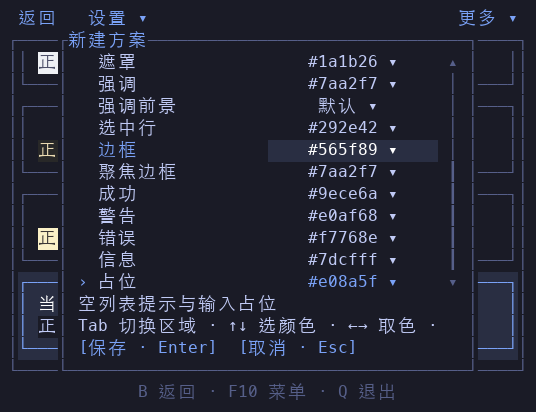 返回 设置 ▾ 更多 ▾
新建方案
正 遮罩 #1a1b26 ▾
强调 #7aa2f7 ▾
强调前景 默认 ▾
选中行 #292e42 ▾
正 边框 #565f89 ▾
聚焦边框 #7aa2f7 ▾
成功 #9ece6a ▾
警告 #e0af68 ▾
正 错误 #f7768e ▾
信息 #7dcfff ▾
› 占位 #e08a5f ▾
当 空列表提示与输入占位
正 Tab 切换区域 · ↑↓ 选颜色 · ←→ 取色 ·
[保存 · Enter] [取消 · Esc]
B 返回 · F10 菜单 · Q 退出